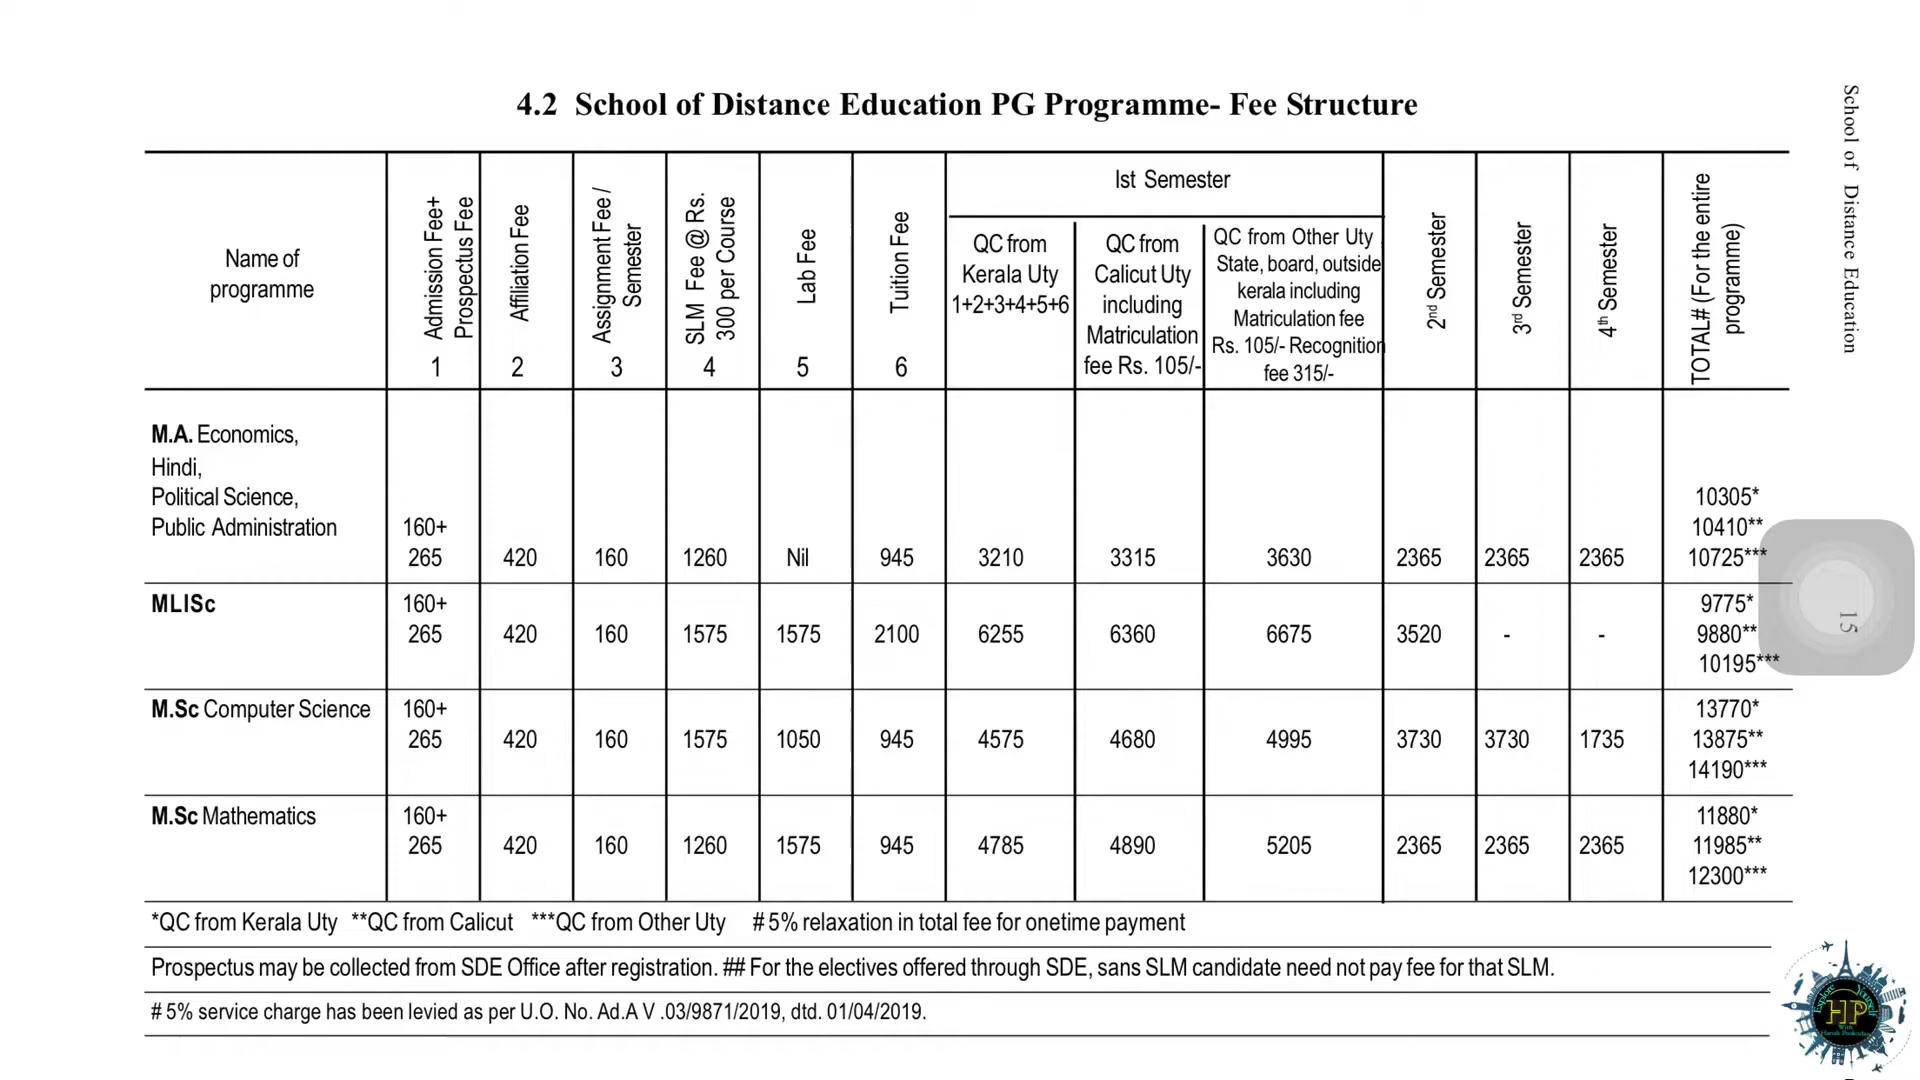 4.2 School of Distance Education PG Programme- Fee Structure
School of Distance Education
Name of
programme
Admission Fee+
Prospectus Fee
1
Affiliation Fee
2
Assignment Fee /
Semester
3
SLM Fee @ Rs.
300 per Course
4
Lab Fee
5
Tuition Fee
6
Ist Semester
QC from
Kerala Uty
1+2+3+4+5+6
QC from
Calicut Uty
including
Matriculation
fee Rs. 105/-
QC from Other Uty
State, board, outside
kerala including
Matriculation fee
Rs. 105/- Recognition
fee 315/-
2nd Semester
3rd Semester
4th Semester
TOTAL# (For the entire
programme)
M.A. Economics,
Hindi,
Political Science, 10305*
Public Administration 160+ 10410**
265 420 160 1260 Nil 945 3210 3315 3630 2365 2365 2365 10725***
MLISc 160+ 9775*
265 420 160 1575 1575 2100 6255 6360 6675 3520 - - 9880**
10195***
15
M.Sc Computer Science 160+ 13770*
265 420 160 1575 1050 945 4575 4680 4995 3730 3730 1735 13875**
14190***
M.Sc Mathematics 160+ 11880*
265 420 160 1260 1575 945 4785 4890 5205 2365 2365 2365 11985**
12300***
*QC from Kerala Uty **QC from Calicut ***QC from Other Uty # 5% relaxation in total fee for onetime payment
Prospectus may be collected from SDE Office after registration. ## For the electives offered through SDE, sans SLM candidate need not pay fee for that SLM.
# 5% service charge has been levied as per U.O. No. Ad.A V .03/9871/2019, dtd. 01/04/2019.
Explore Yourself
HP
With